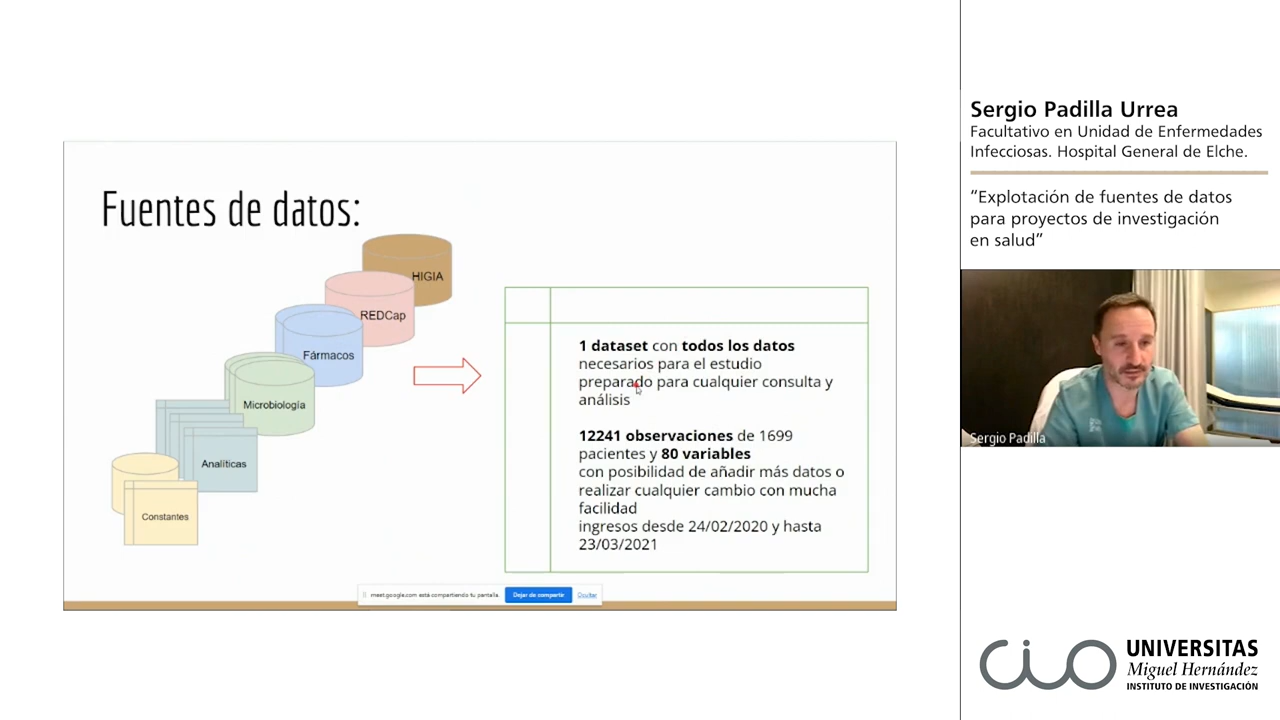 Fuentes de datos:
HIGIA
REDCap
Fármacos
Microbiología
Analíticas
Constantes
1 dataset con todos los datos
necesarios para el estudio
preparado para cualquier consulta y
análisis
12241 observaciones de 1699
pacientes y 80 variables
con posibilidad de añadir más datos o
realizar cualquier cambio con mucha
facilidad
ingresos desde 24/02/2020 y hasta
23/03/2021
meet.google.com está compartiendo tu pantalla.
Dejar de compartir
Ocultar
Sergio Padilla Urrea
Facultativo en Unidad de Enfermedades
Infecciosas. Hospital General de Elche.
“Explotación de fuentes de datos
para proyectos de investigación
en salud”
Sergio Padilla
CIO
UNIVERSITAS
Miguel Hernández
INSTITUTO DE INVESTIGACIÓN